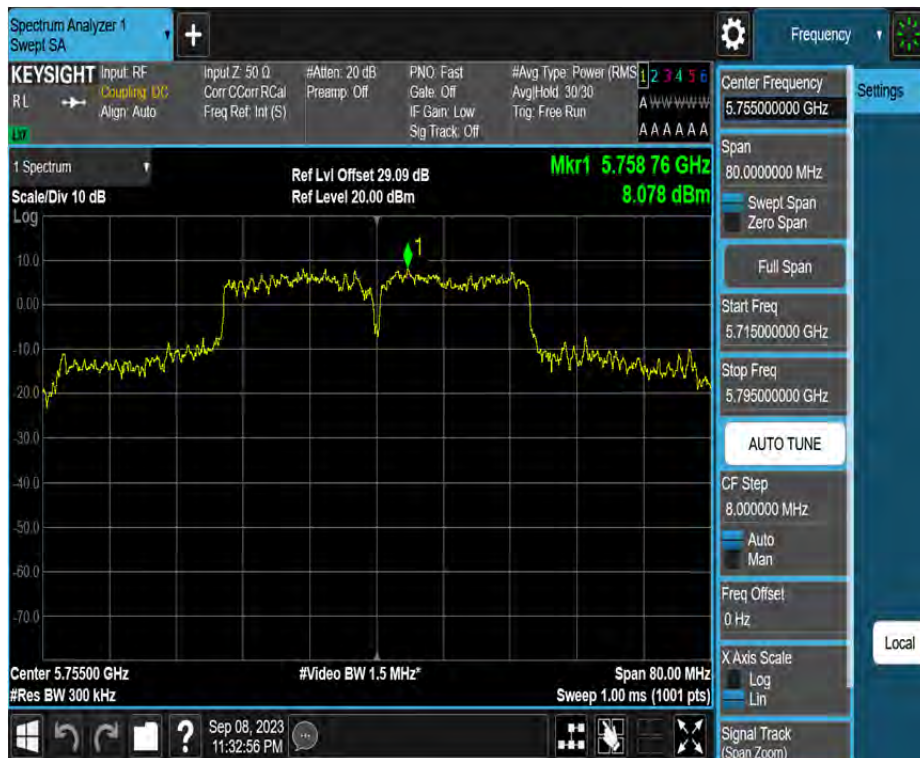 Spectrum Analyzer 1
Swept SA
+
Frequency
KEYSIGHT
RL
LXI
Input: RF
Coupling: DC
Align: Auto
Input Z: 50 Ω
Corr CCorr RCal
Freq Ref: Int (S)
#Atten: 20 dB
Preamp: Off
PNO: Fast
Gate: Off
IF Gain: Low
Sig Track: Off
#Avg Type: Power (RMS
Avg|Hold: 30/30
Trig: Free Run
1 2 3 4 5 6
A W W W W W
A A A A A A
1 Spectrum
Scale/Div 10 dB
Log
Ref Lvl Offset 29.09 dB
Ref Level 20.00 dBm
Mkr1 5.758 76 GHz
8.078 dBm
1
10.0
0.00
-10.0
-20.0
-30.0
-40.0
-50.0
-60.0
-70.0
Center 5.75500 GHz
#Res BW 300 kHz
#Video BW 1.5 MHz*
Span 80.00 MHz
Sweep 1.00 ms (1001 pts)
?
Sep 08, 2023
11:32:56 PM
Center Frequency
5.755000000 GHz
Span
80.0000000 MHz
Swept Span
Zero Span
Full Span
Start Freq
5.715000000 GHz
Stop Freq
5.795000000 GHz
AUTO TUNE
CF Step
8.000000 MHz
Auto
Man
Freq Offset
0 Hz
X Axis Scale
Log
Lin
Signal Track
(Span Zoom)
Settings
Local